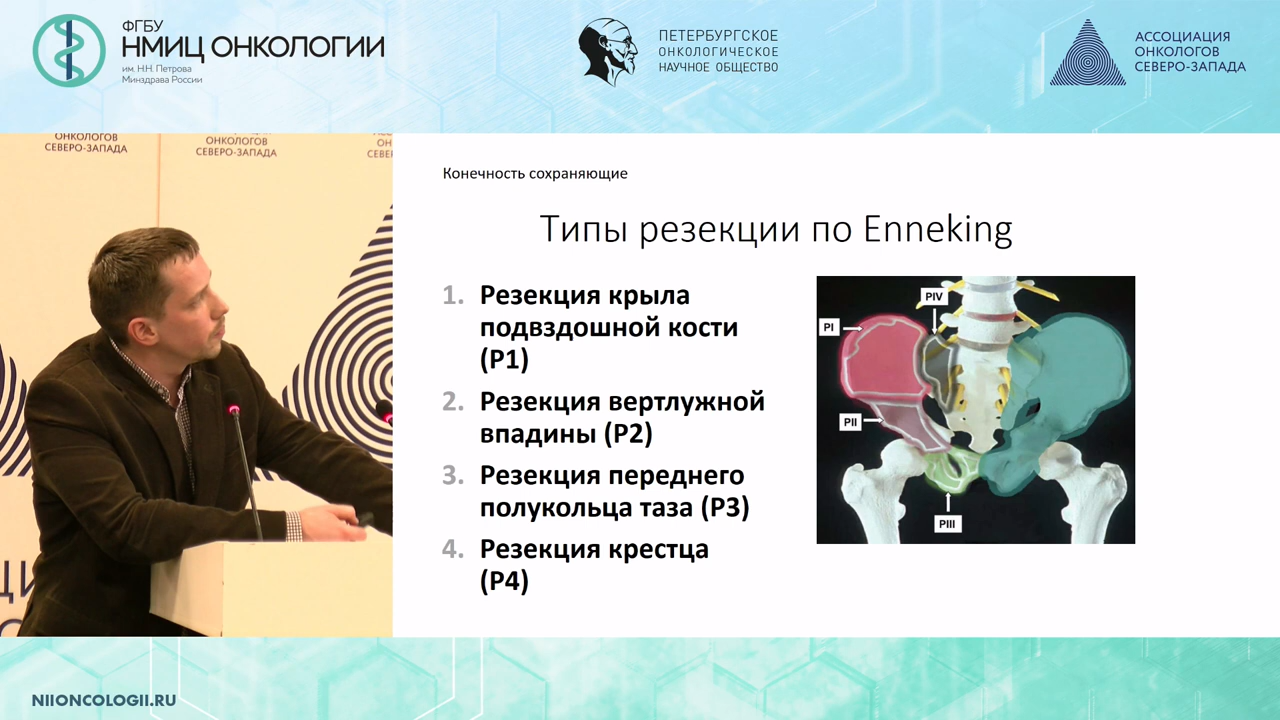 ФГБУ
НМИЦ ОНКОЛОГИИ
им. Н.Н. Петрова
Минздрава России
ПЕТЕРБУРГСКОЕ
ОНКОЛОГИЧЕСКОЕ
НАУЧНОЕ ОБЩЕСТВО
АССОЦИАЦИЯ
ОНКОЛОГОВ
СЕВЕРО-ЗАПАДА
ОНКОЛОГОВ
СЕВЕРО-ЗАПАДА
ОНКОЛОГОВ
СЕВЕРО-ЗАПАДА
Конечность сохраняющие
Типы резекции по Enneking
1. Резекция крыла
подвздошной кости
(P1)
2. Резекция вертлужной
впадины (P2)
3. Резекция переднего
полукольца таза (P3)
4. Резекция крестца
(P4)
PIV
PI
PII
PIII
NIIONCOLOGII.RU